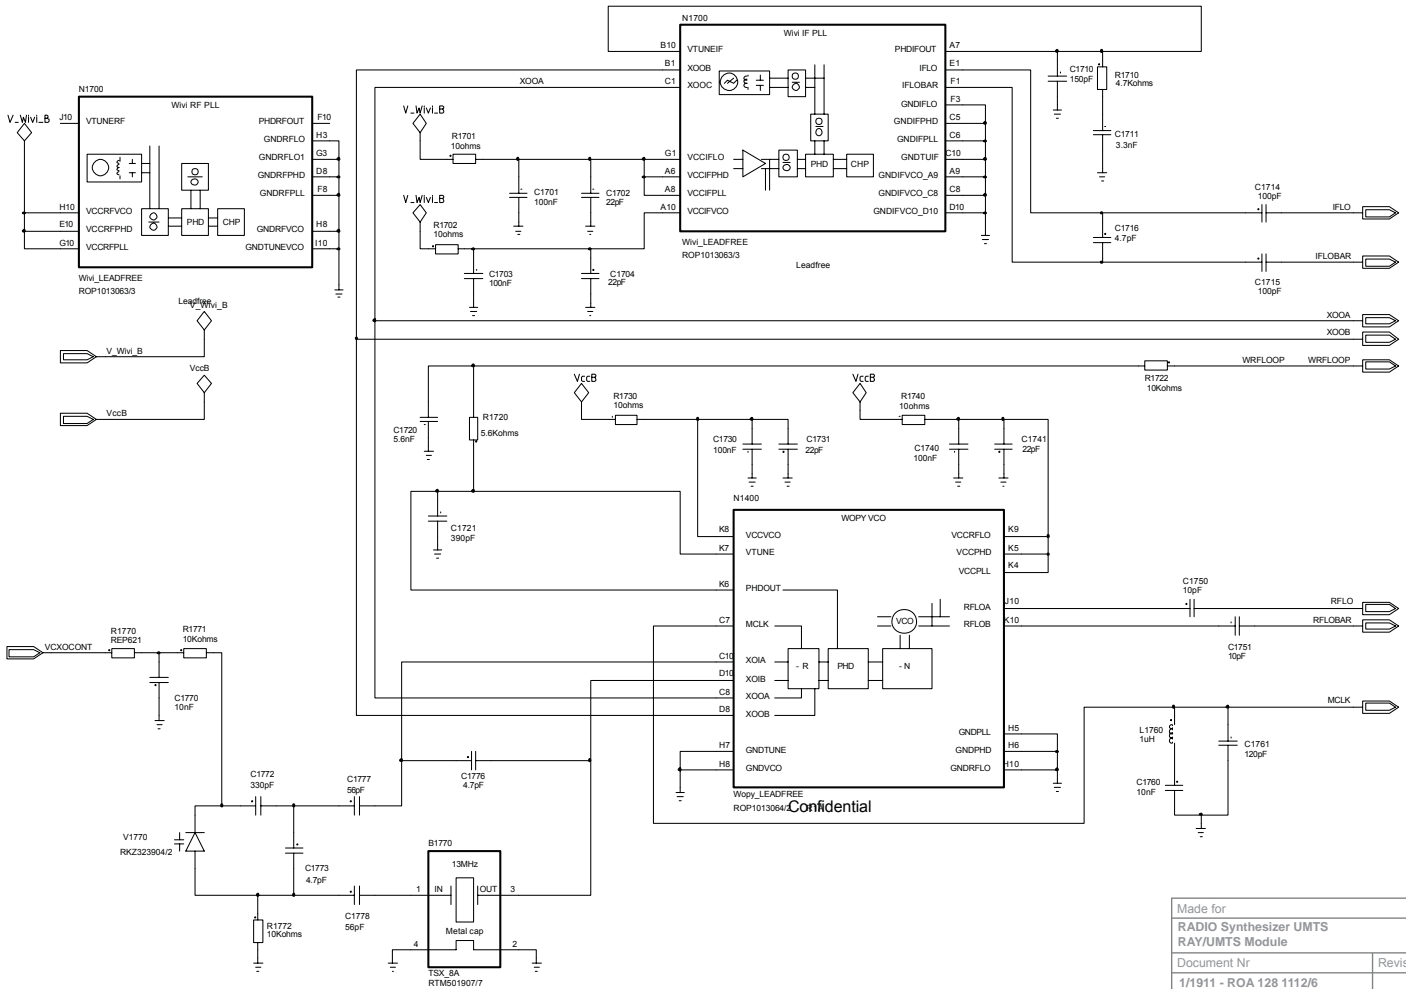 N1700
Wivi IF PLL
B10 VTUNEIF
B1 XOOB
C1 XOOC
XOOA
PHDIFOUT A7
IFLO E1
IFLOBAR F1
GNDIFLO F3
GNDIFPHD C5
GNDIFPLL C6
GNDTUIF C10
GNDIFVCO_A9 A9
GNDIFVCO_C8 C8
GNDIFVCO_D10 D10
PHD CHP
G1 VCCIFLO
A6 VCCIFPHD
A8 VCCIFPLL
A10 VCCIFVCO
Wivi_LEADFREE
ROP1013063/3
Leadfree
C1710
150pF
R1710
4.7Kohms
C1711
3.3nF
C1714
100pF
IFLO
C1716
4.7pF
IFLOBAR
C1715
100pF
XOOA
XOOB
N1700
Wivi RF PLL
V_Wivi_B
J10 VTUNERF
PHDRFOUT F10
GNDRFLO H3
GNDRFLO1 G3
GNDRFPHD D8
GNDRFPLL F8
H10 VCCRFVCO
E10 VCCRFPHD
G10 VCCRFPLL
PHD CHP
GNDRFVCO H8
GNDTUNEVCO I10
Wivi_LEADFREE
ROP1013063/3
Leadfree
V_Wivi_B
V_Wivi_B
VccB
VccB
V_Wivi_B
R1701
10ohms
C1701
100nF
C1702
22pF
V_Wivi_B
R1702
10ohms
C1703
100nF
C1704
22pF
WRFLOOP WRFLOOP
R1722
10Kohms
C1720
5.6nF
R1720
5.6Kohms
C1721
390pF
VccB
R1730
10ohms
C1730
100nF
C1731
22pF
VccB
R1740
10ohms
C1740
100nF
C1741
22pF
N1400
WOPY VCO
K8 VCCVCO
K7 VTUNE
K6 PHDOUT
C7 MCLK
C10 XOIA
D10 XOIB
C8 XOOA
D8 XOOB
H7 GNDTUNE
H8 GNDVCO
VCCRFLO K9
VCCPHD K5
VCCPLL K4
RFLOA J10
RFLOB K10
VCO
- R PHD - N
GNDPLL H5
GNDPHD H6
GNDRFLO H10
Wopy_LEADFREE
ROP1013064/2
Confidential
C1750
10pF
RFLO
RFLOBAR
C1751
10pF
MCLK
L1760
1uH
C1761
120pF
C1760
10nF
VCXOCONT
R1770
REP621
R1771
10Kohms
C1770
10nF
C1772
330pF
C1777
56pF
C1776
4.7pF
V1770
RKZ323904/2
C1773
4.7pF
C1778
56pF
R1772
10Kohms
B1770
13MHz
1 IN OUT 3
Metal cap
4 2
TSX_8A
RTM501907/7
Made for
RADIO Synthesizer UMTS
RAY/UMTS Module
Document Nr Revis
1/1911 - ROA 128 1112/6